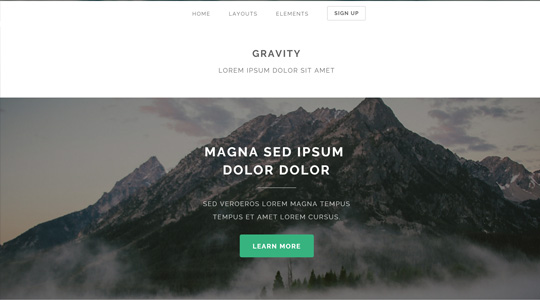 HOME LAYOUTS ELEMENTS SIGN UP
GRAVITY
LOREM IPSUM DOLOR SIT AMET
MAGNA SED IPSUM
DOLOR DOLOR
SED VEROEROS LOREM MAGNA TEMPUS
TEMPUS ET AMET LOREM CURSUS
LEARN MORE